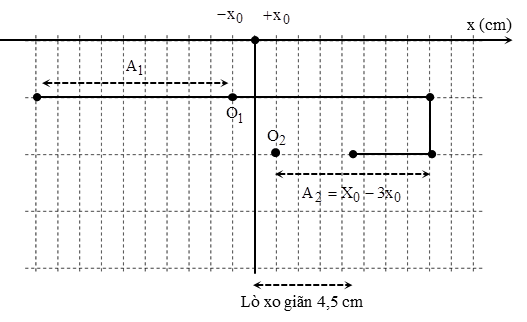 −x₀ +x₀
x (cm)
A₁
O₁
O₂
A₂ = X₀ − 3x₀
Lò xo giãn 4,5 cm